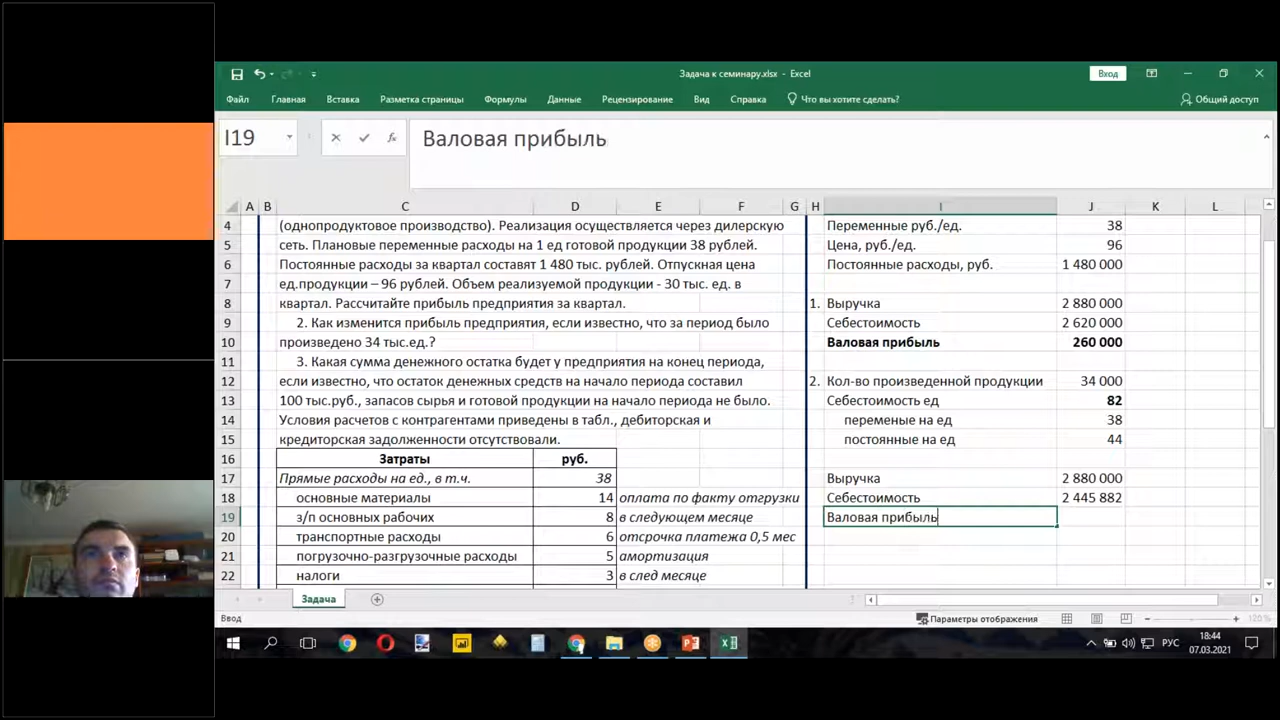 Задача к семинару.xlsx - Excel
Вход
Файл
Главная
Вставка
Разметка страницы
Формулы
Данные
Рецензирование
Вид
Справка
Что вы хотите сделать?
Общий доступ
I19
fx
Валовая прибыль
A B C D E F G H I J K L
4 (однопродуктовое производство). Реализация осуществляется через дилерскую Переменные руб./ед. 38
5 сеть. Плановые переменные расходы на 1 ед готовой продукции 38 рублей. Цена, руб./ед. 96
6 Постоянные расходы за квартал составят 1 480 тыс. рублей. Отпускная цена Постоянные расходы, руб. 1 480 000
7 ед.продукции – 96 рублей. Объем реализуемой продукции - 30 тыс. ед. в
8 квартал. Рассчитайте прибыль предприятия за квартал. 1. Выручка 2 880 000
9 2. Как изменится прибыль предприятия, если известно, что за период было Себестоимость 2 620 000
10 произведено 34 тыс.ед.? Валовая прибыль 260 000
11 3. Какая сумма денежного остатка будет у предприятия на конец периода,
12 если известно, что остаток денежных средств на начало периода составил 2. Кол-во произведенной продукции 34 000
13 100 тыс.руб., запасов сырья и готовой продукции на начало периода не было. Себестоимость ед 82
14 Условия расчетов с контрагентами приведены в табл., дебиторская и переменые на ед 38
15 кредиторская задолженности отсутствовали. постоянные на ед 44
16 Затраты руб.
17 Прямые расходы на ед., в т.ч. 38 Выручка 2 880 000
18 основные материалы 14 оплата по факту отгрузки Себестоимость 2 445 882
19 з/п основных рабочих 8 в следующем месяце Валовая прибыль
20 транспортные расходы 6 отсрочка платежа 0,5 мес
21 погрузочно-разгрузочные расходы 5 амортизация
22 налоги 3 в след месяце
Задача
Ввод
Параметры отображения
120 %
РУС
18:44
07.03.2021